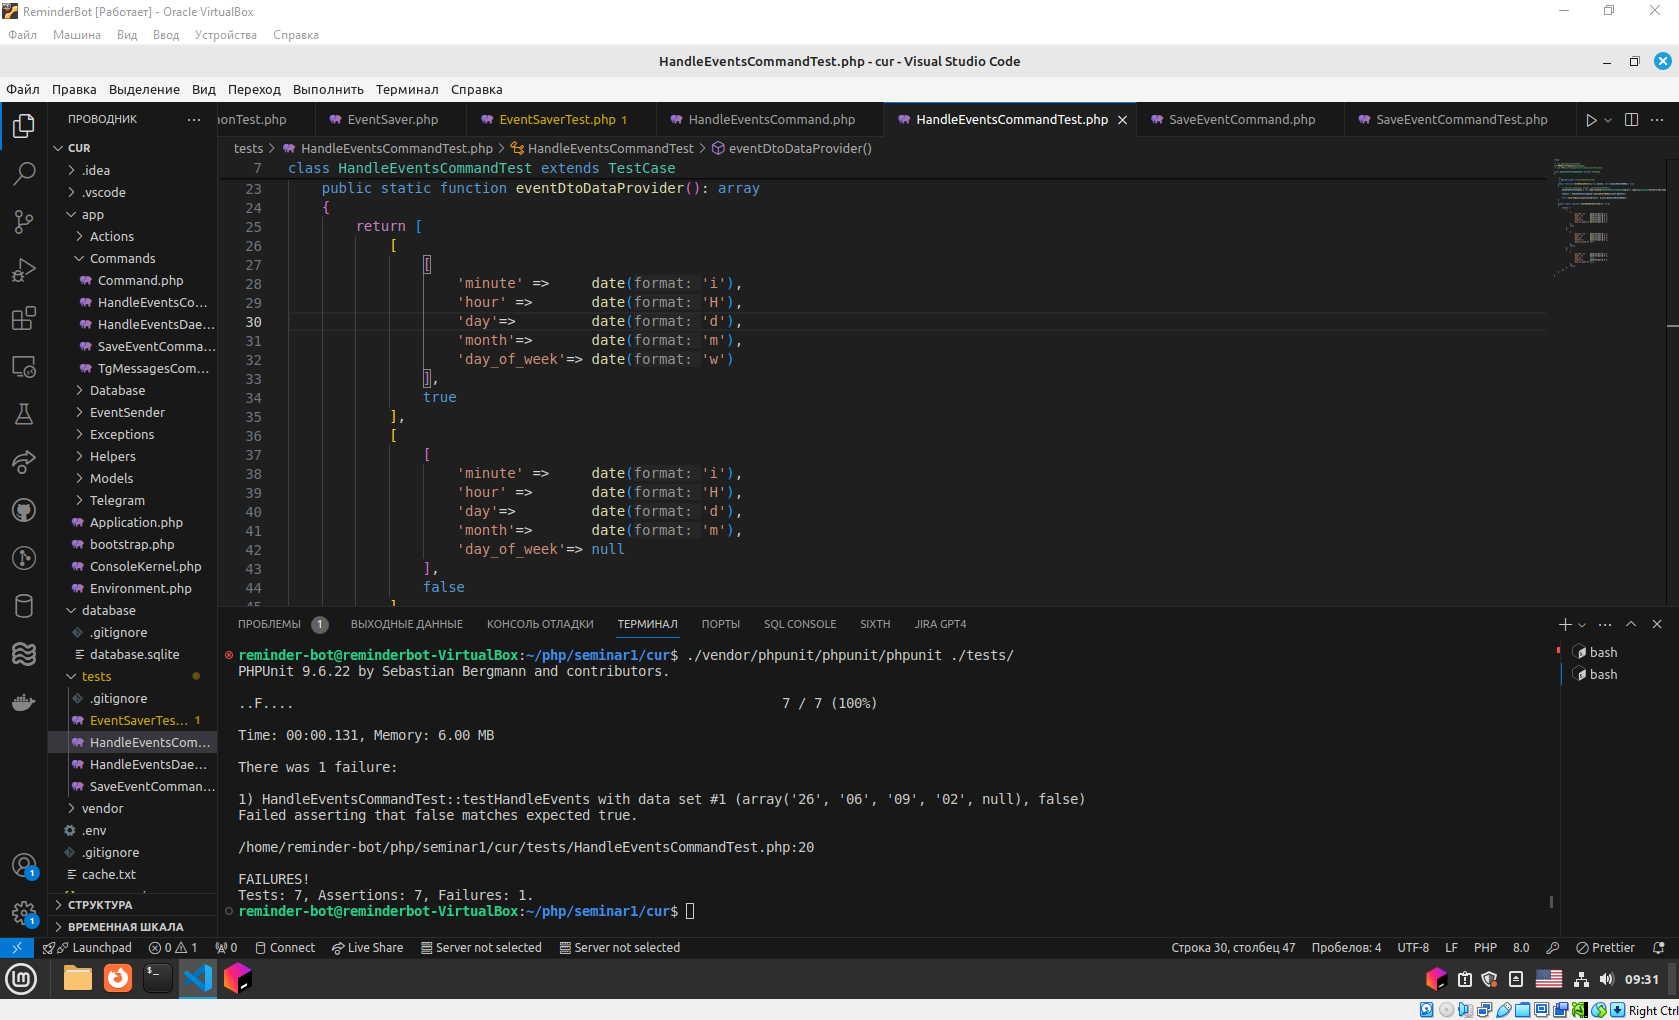 ReminderBot [Работает] - Oracle VirtualBox
Файл Машина Вид Ввод Устройства Справка
HandleEventsCommandTest.php - cur - Visual Studio Code
Файл Правка Выделение Вид Переход Выполнить Терминал Справка
ПРОВОДНИК
onTest.php EventSaver.php EventSaverTest.php 1 HandleEventsCommand.php HandleEventsCommandTest.php SaveEventCommand.php SaveEventCommandTest.php
tests > HandleEventsCommandTest.php > HandleEventsCommandTest > eventDtoDataProvider()
CUR
.idea
.vscode
app
Actions
Commands
Command.php
HandleEventsCo...
HandleEventsDae...
SaveEventComma...
TgMessagesCom...
Database
EventSender
Exceptions
Helpers
Models
Telegram
Application.php
bootstrap.php
ConsoleKernel.php
Environment.php
database
.gitignore
database.sqlite
tests
.gitignore
EventSaverTes... 1
HandleEventsCom...
HandleEventsDae...
SaveEventComman...
vendor
.env
.gitignore
cache.txt
СТРУКТУРА
ВРЕМЕННАЯ ШКАЛА
7 class HandleEventsCommandTest extends TestCase
23 public static function eventDtoDataProvider(): array
24 {
25 return [
26 [
27 [
28 'minute' => date(format: 'i'),
29 'hour' => date(format: 'H'),
30 'day'=> date(format: 'd'),
31 'month'=> date(format: 'm'),
32 'day_of_week'=> date(format: 'w')
33 ],
34 true
35 ],
36 [
37 [
38 'minute' => date(format: 'i'),
39 'hour' => date(format: 'H'),
40 'day'=> date(format: 'd'),
41 'month'=> date(format: 'm'),
42 'day_of_week'=> null
43 ],
44 false
45 ]
ПРОБЛЕМЫ 1 ВЫХОДНЫЕ ДАННЫЕ КОНСОЛЬ ОТЛАДКИ ТЕРМИНАЛ ПОРТЫ SQL CONSOLE SIXTH JIRA GPT4
bash
bash
reminder-bot@reminderbot-VirtualBox:~/php/seminar1/cur$ ./vendor/phpunit/phpunit/phpunit ./tests/
PHPUnit 9.6.22 by Sebastian Bergmann and contributors.
..F.... 7 / 7 (100%)
Time: 00:00.131, Memory: 6.00 MB
There was 1 failure:
1) HandleEventsCommandTest::testHandleEvents with data set #1 (array('26', '06', '09', '02', null), false)
Failed asserting that false matches expected true.
/home/reminder-bot/php/seminar1/cur/tests/HandleEventsCommandTest.php:20
FAILURES!
Tests: 7, Assertions: 7, Failures: 1.
reminder-bot@reminderbot-VirtualBox:~/php/seminar1/cur$
1
1
Launchpad 0 1 0 Connect Live Share Server not selected Server not selected Строка 30, столбец 47 Пробелов: 4 UTF-8 LF PHP 8.0 Prettier
09:31
Right Ctrl